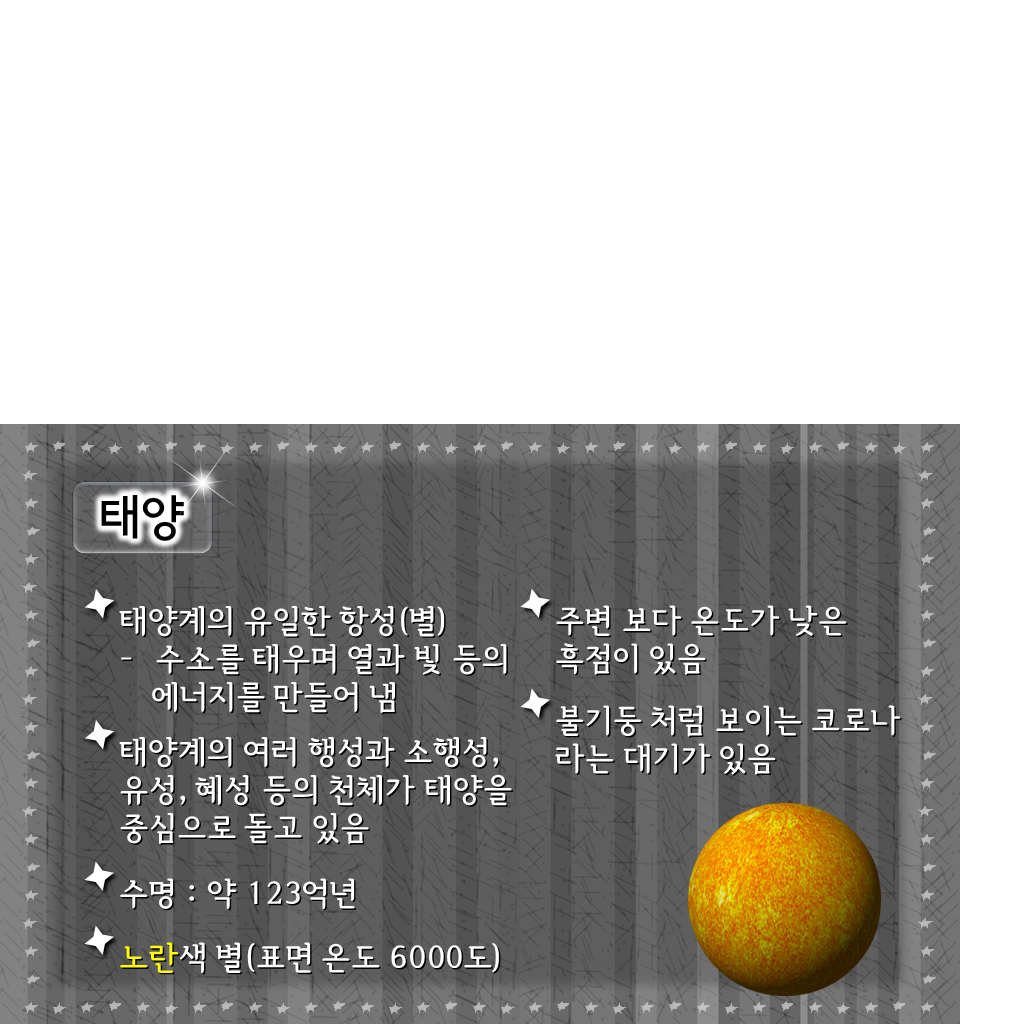 태양
태양계의 유일한 항성(별)
- 수소를 태우며 열과 빛 등의
에너지를 만들어 냄
태양계의 여러 행성과 소행성,
유성, 혜성 등의 천체가 태양을
중심으로 돌고 있음
수명 : 약 123억년
노란색 별(표면 온도 6000도)
주변 보다 온도가 낮은
흑점이 있음
불기둥 처럼 보이는 코로나
라는 대기가 있음